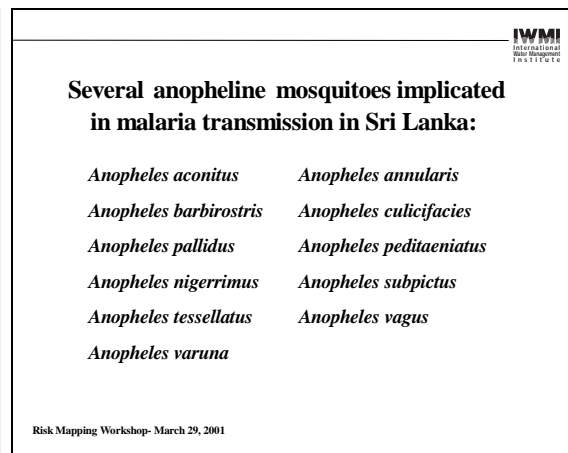 IWMI
International
Water Management
Institute
Several anopheline mosquitoes implicated
in malaria transmission in Sri Lanka:
Anopheles aconitus Anopheles annularis
Anopheles barbirostris Anopheles culicifacies
Anopheles pallidus Anopheles peditaeniatus
Anopheles nigerrimus Anopheles subpictus
Anopheles tessellatus Anopheles vagus
Anopheles varuna
Risk Mapping Workshop- March 29, 2001